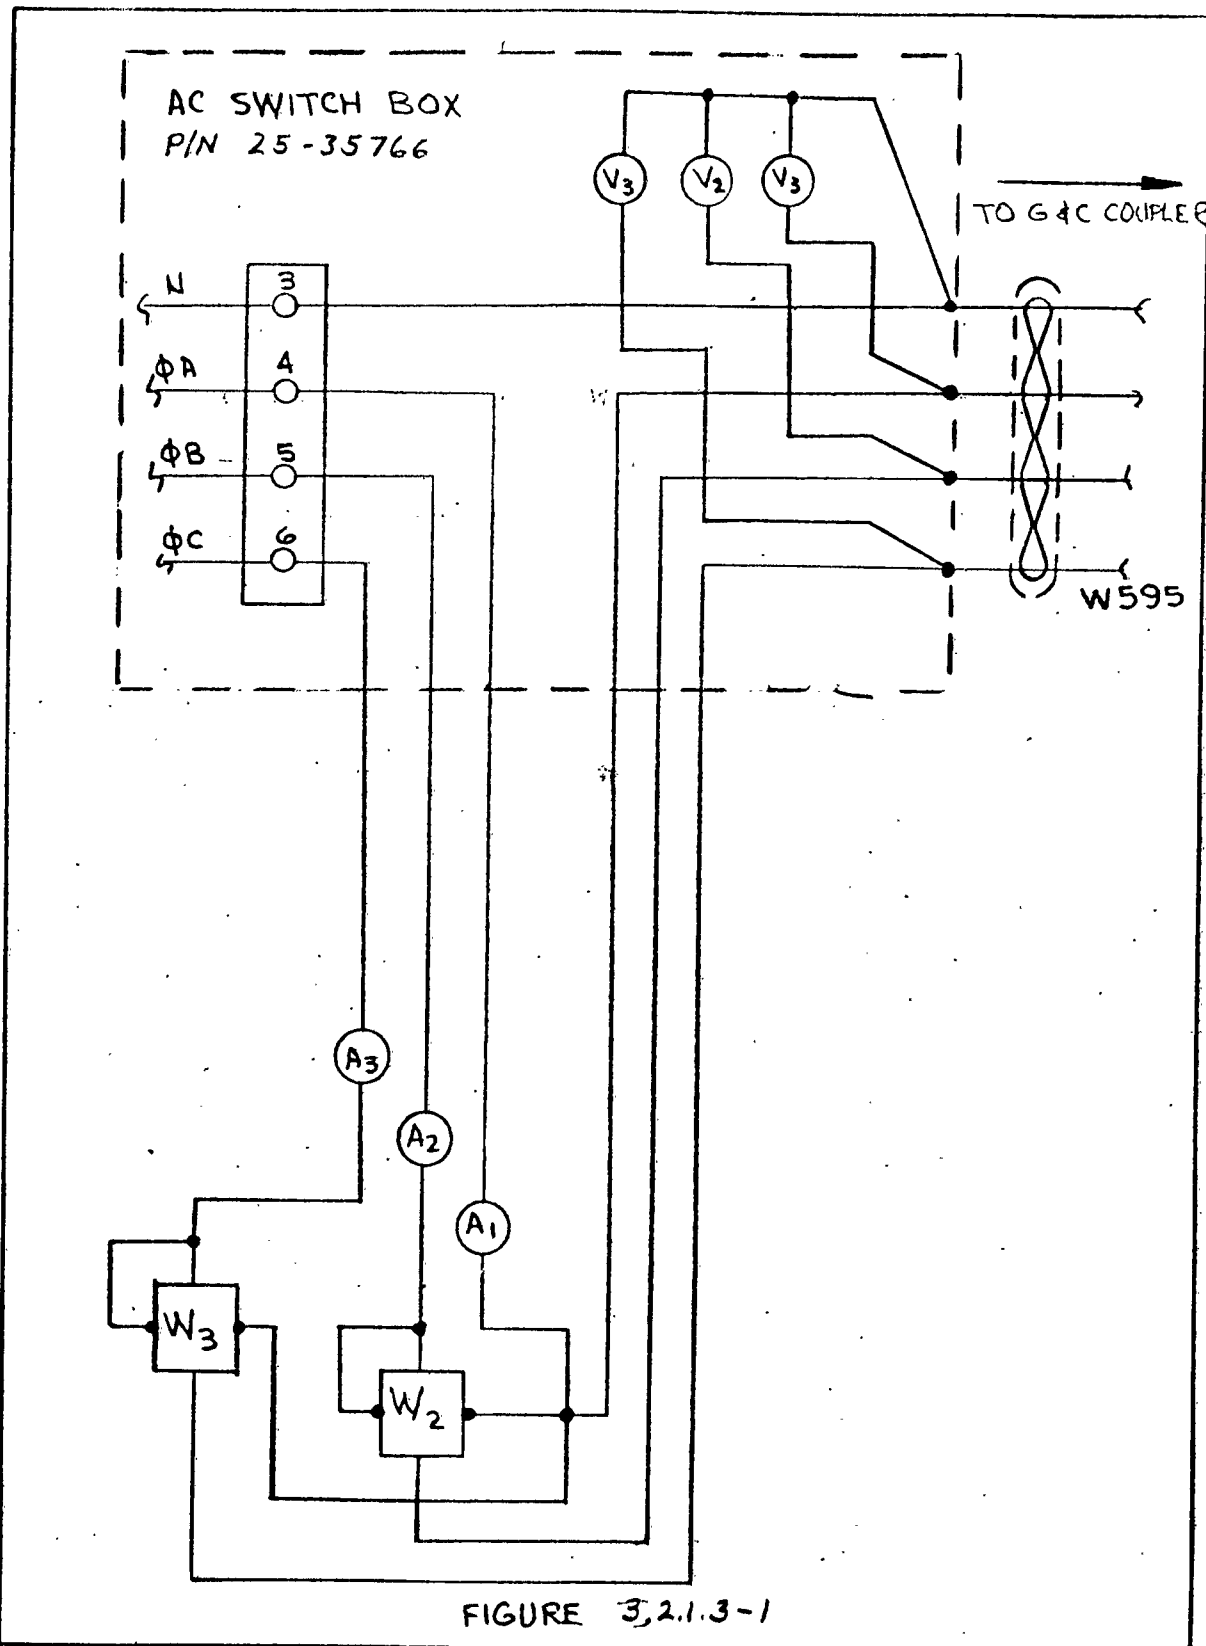 AC SWITCH BOX
P/N 25-35766
V3
V2
V3
TO G & C COUPLER
N
3
ΦA
4
ΦB
5
ΦC
6
W595
A3
A2
A1
W3
W2
FIGURE 3,2.1.3-1